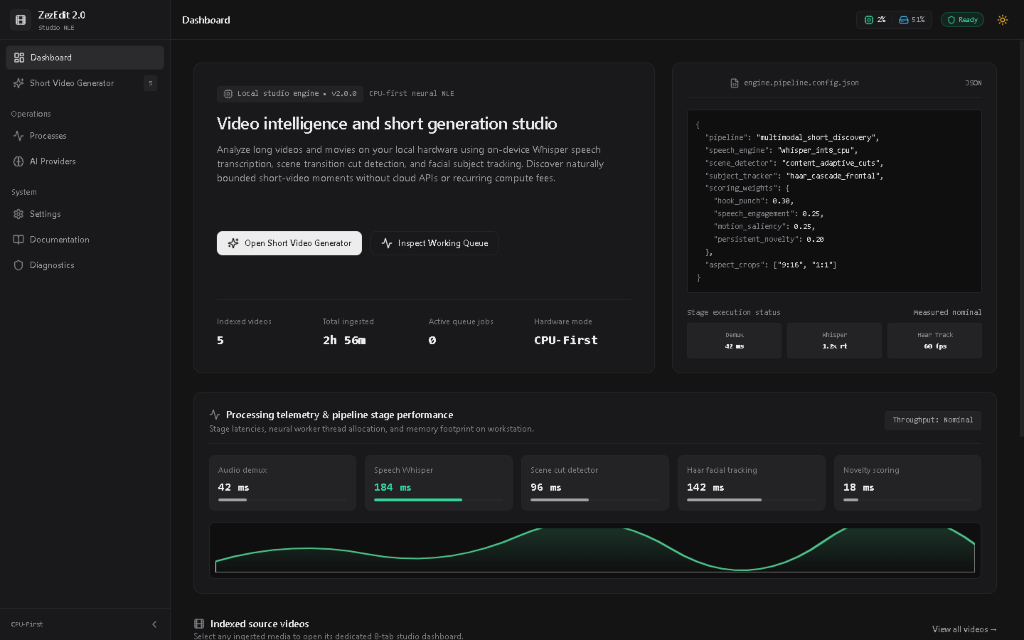 ZezEdit 2.0
Studio NLE
Dashboard
Short Video Generator
5
Operations
Processes
AI Providers
System
Settings
Documentation
Diagnostics
CPU-First
Dashboard
2%
51%
Ready
Local studio engine • v2.0.0
CPU-first neural NLE
Video intelligence and short generation studio
Analyze long videos and movies on your local hardware using on-device Whisper speech
transcription, scene transition cut detection, and facial subject tracking. Discover naturally
bounded short-video moments without cloud APIs or recurring compute fees.
Open Short Video Generator
Inspect Working Queue
Indexed videos
5
Total ingested
2h 56m
Active queue jobs
0
Hardware mode
CPU-First
engine.pipeline.config.json
JSON
{
"pipeline": "multimodal_short_discovery",
"speech_engine": "whisper_int8_cpu",
"scene_detector": "content_adaptive_cuts",
"subject_tracker": "haar_cascade_frontal",
"scoring_weights": {
"hook_punch": 0.30,
"speech_engagement": 0.25,
"motion_saliency": 0.25,
"persistent_novelty": 0.20
},
"aspect_crops": ["9:16", "1:1"]
}
Stage execution status
Measured nominal
Demux
42 ms
Whisper
1.2x rt
Haar Track
60 fps
Processing telemetry & pipeline stage performance
Stage latencies, neural worker thread allocation, and memory footprint on workstation.
Throughput: Nominal
Audio demux
42 ms
Speech Whisper
184 ms
Scene cut detector
96 ms
Haar facial tracking
142 ms
Novelty scoring
18 ms
Indexed source videos
Select any ingested media to open its dedicated 8-tab studio dashboard.
View all videos →